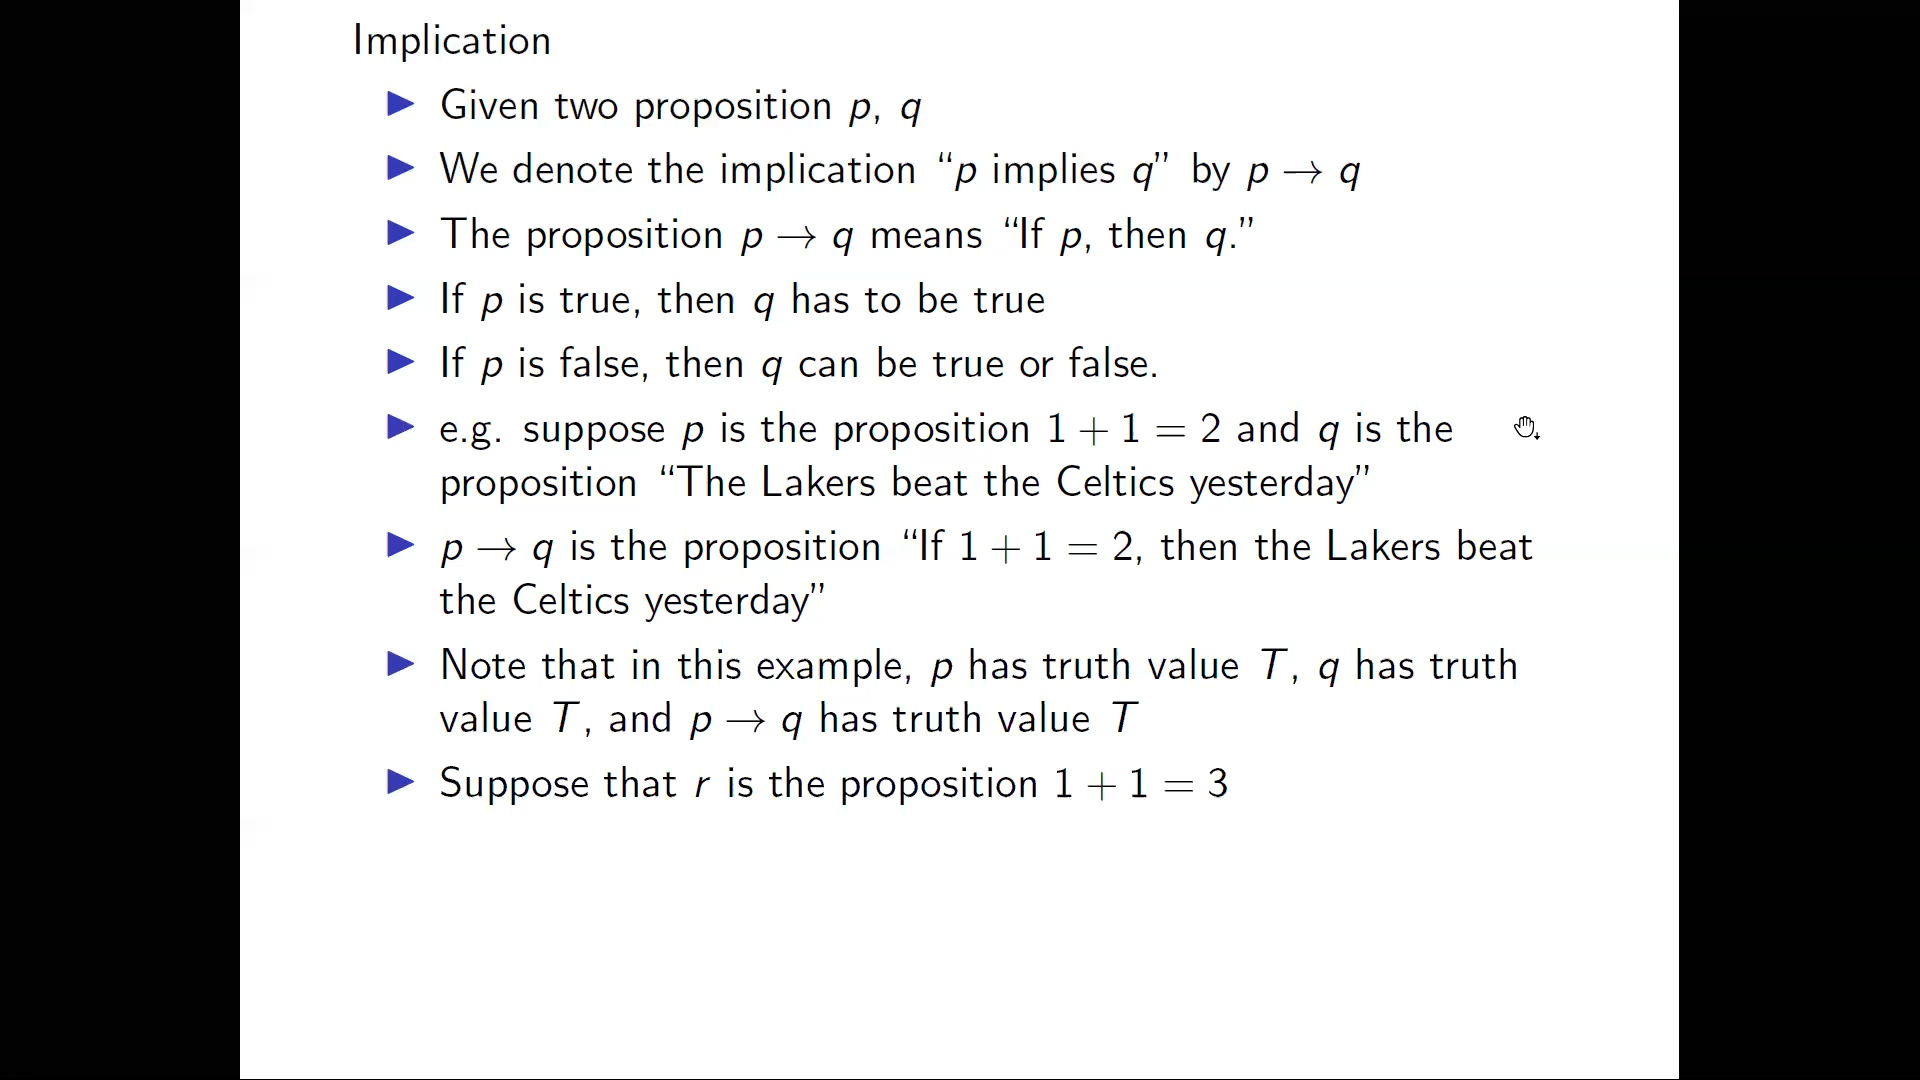 Implication
▶ Given two proposition p, q
▶ We denote the implication “p implies q” by p → q
▶ The proposition p → q means “If p, then q.”
▶ If p is true, then q has to be true
▶ If p is false, then q can be true or false.
▶ e.g. suppose p is the proposition 1 + 1 = 2 and q is the
proposition “The Lakers beat the Celtics yesterday”
▶ p → q is the proposition “If 1 + 1 = 2, then the Lakers beat
the Celtics yesterday”
▶ Note that in this example, p has truth value T, q has truth
value T, and p → q has truth value T
▶ Suppose that r is the proposition 1 + 1 = 3